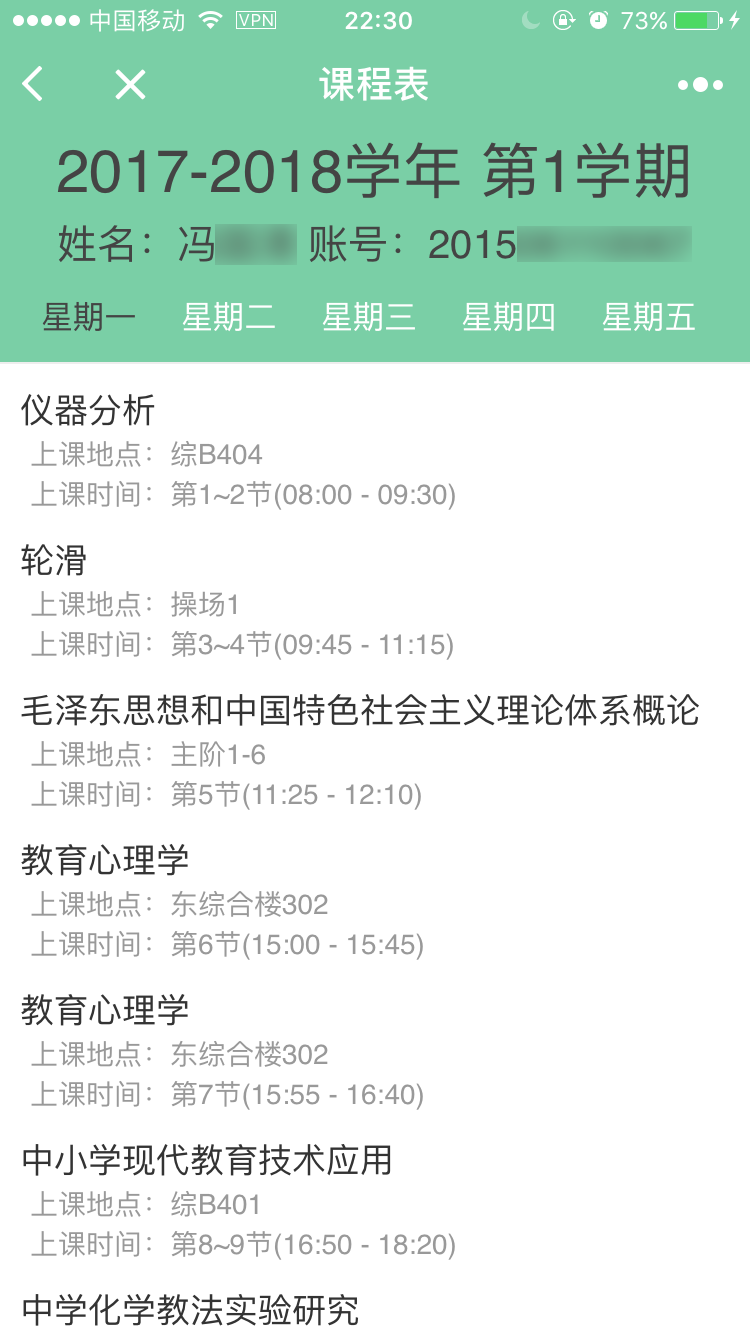 中国移动 VPN 22:30 73%
课程表
2017-2018学年 第1学期
姓名：冯 账号：2015
星期一 星期二 星期三 星期四 星期五
仪器分析
上课地点：综B404
上课时间：第1~2节(08:00 - 09:30)
轮滑
上课地点：操场1
上课时间：第3~4节(09:45 - 11:15)
毛泽东思想和中国特色社会主义理论体系概论
上课地点：主阶1-6
上课时间：第5节(11:25 - 12:10)
教育心理学
上课地点：东综合楼302
上课时间：第6节(15:00 - 15:45)
教育心理学
上课地点：东综合楼302
上课时间：第7节(15:55 - 16:40)
中小学现代教育技术应用
上课地点：综B401
上课时间：第8~9节(16:50 - 18:20)
中学化学教法实验研究